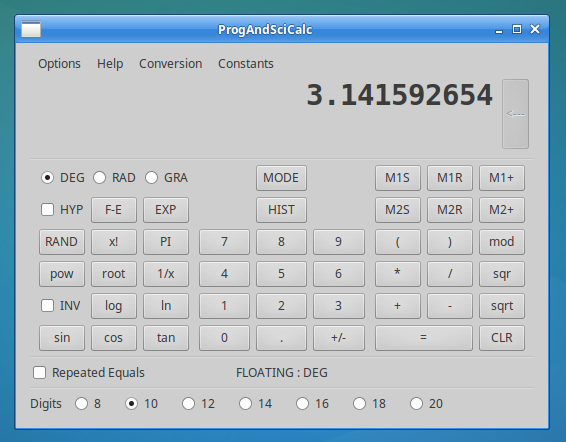 ProgAndSciCalc
Options Help Conversion Constants
3.141592654
<---
DEG RAD GRA MODE M1S M1R M1+
HYP F-E EXP HIST M2S M2R M2+
RAND x! PI 7 8 9 ( ) mod
pow root 1/x 4 5 6 * / sqr
INV log ln 1 2 3 + - sqrt
sin cos tan 0 . +/- = CLR
Repeated Equals FLOATING : DEG
Digits 8 10 12 14 16 18 20